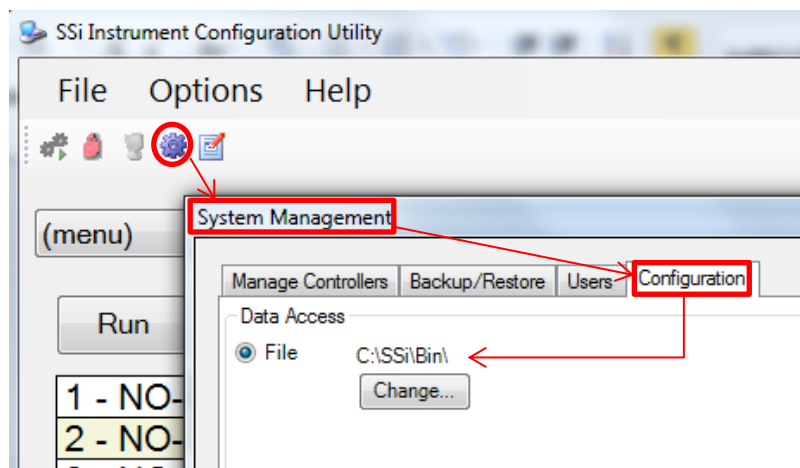 SSi Instrument Configuration Utility
File Options Help
System Management
(menu)
Manage Controllers Backup/Restore Users Configuration
Data Access
Run
File C:\SSi\Bin\
Change...
1 - NO-
2 - NO-